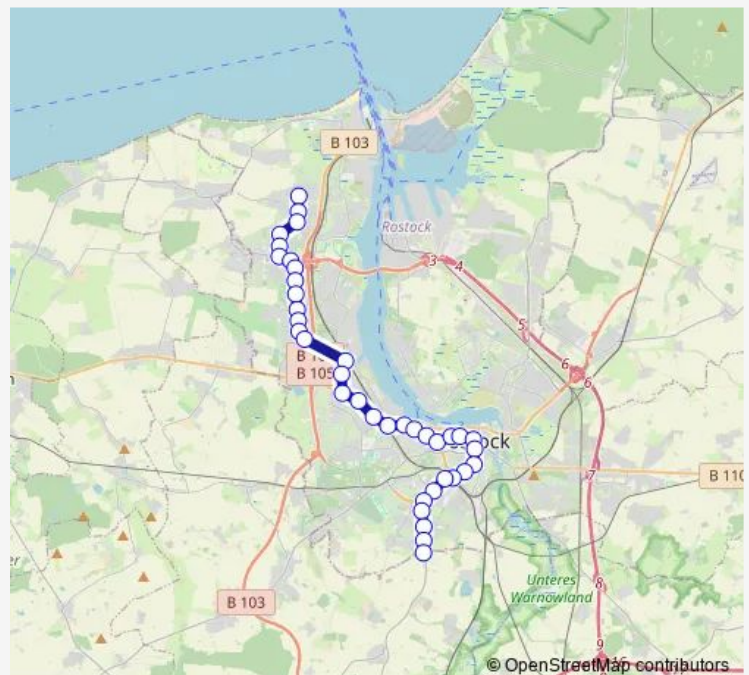 B 103
Rostock
3
4
5
6
6
B 105
ock
7
B 110
Unteres
Warnowland
8
B 103
9
© OpenStreetMap contributors